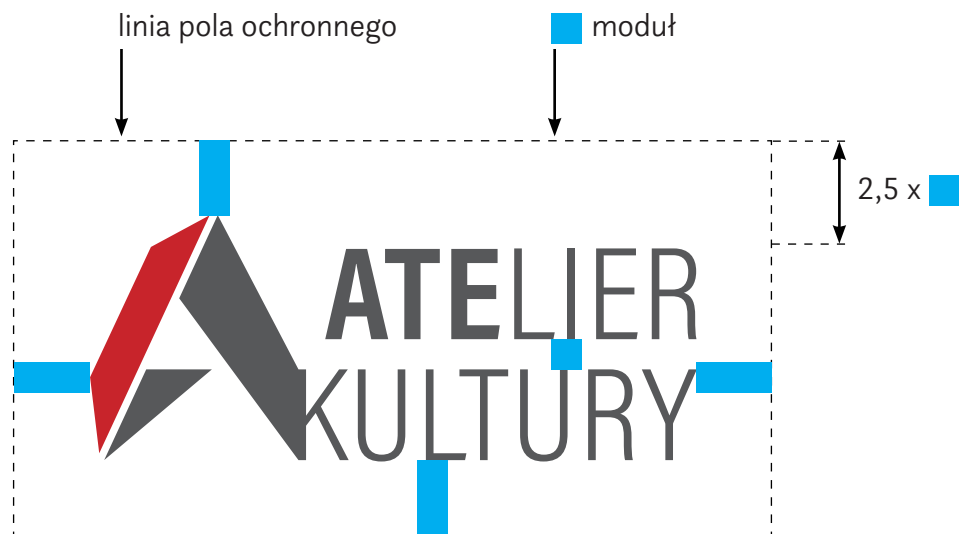 linia pola ochronnego
moduł
2,5 x
ATELIER
KULTURY